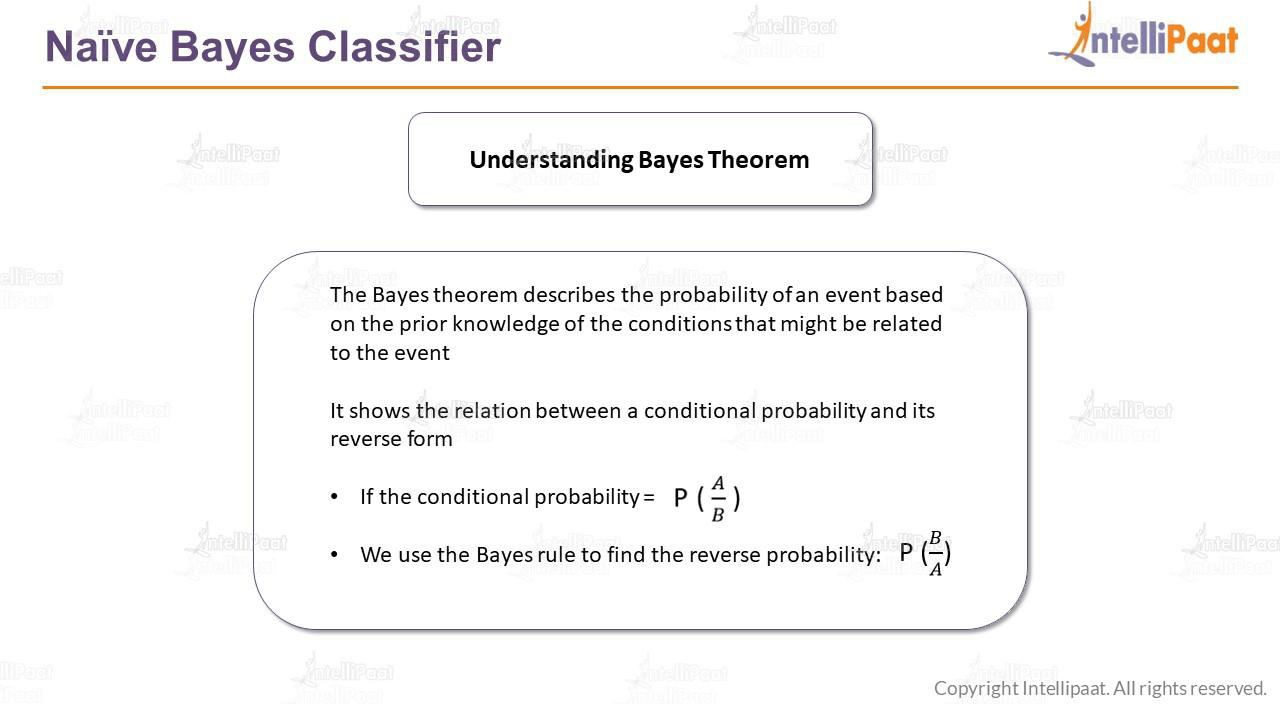 Naïve Bayes Classifier
IntelliPaat
Understanding Bayes Theorem
The Bayes theorem describes the probability of an event based
on the prior knowledge of the conditions that might be related
to the event
It shows the relation between a conditional probability and its
reverse form
• If the conditional probability = P (A/B)
• We use the Bayes rule to find the reverse probability: P (B/A)
Copyright Intellipaat. All rights reserved.